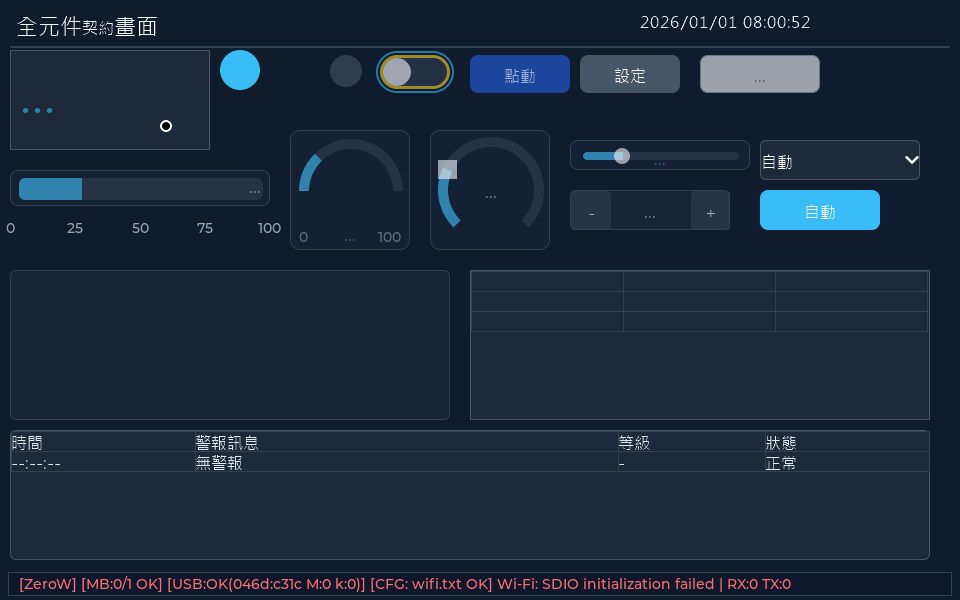 全元件契約畫面
2026/01/01 08:00:52
點動
設定
...
...
...
自動
...
0 25 50 75 100
0 ... 100
...
- ... +
自動
時間 警報訊息 等級 狀態
--:--:-- 無警報 - 正常
[ZeroW] [MB:0/1 OK] [USB:OK(046d:c31c M:0 k:0)] [CFG: wifi.txt OK] Wi-Fi: SDIO initialization failed | RX:0 TX:0